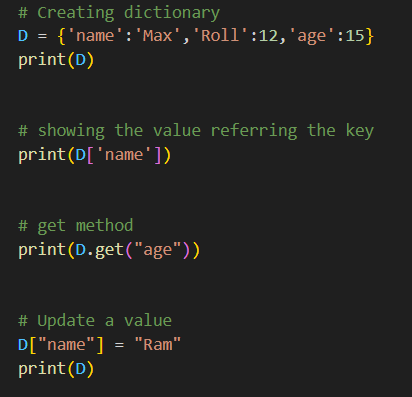 # Creating dictionary
D = {'name':'Max','Roll':12,'age':15}
print(D)
# showing the value referring the key
print(D['name'])
# get method
print(D.get("age"))
# Update a value
D["name"] = "Ram"
print(D)